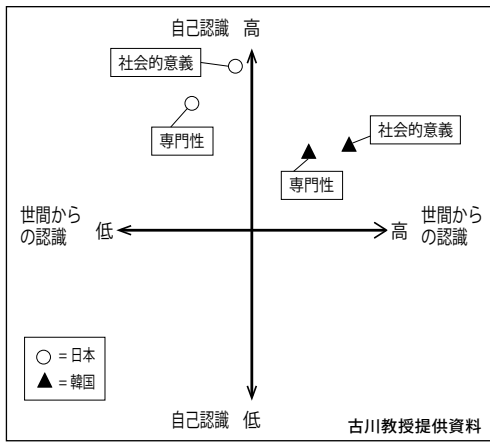 自己認識 高
社会的意義
専門性
社会的意義
専門性
世間から
の認識 低
高 世間から
の認識
○ = 日本
▲ = 韓国
自己認識 低
古川教授提供資料